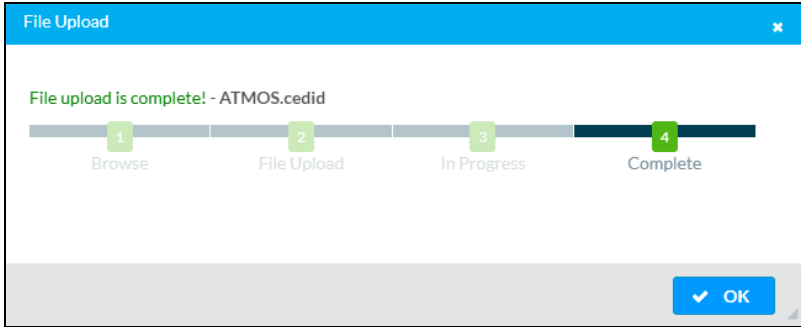 File Upload
File upload is complete! - ATMOS.cedid
1 2 3 4
Browse File Upload In Progress Complete
OK